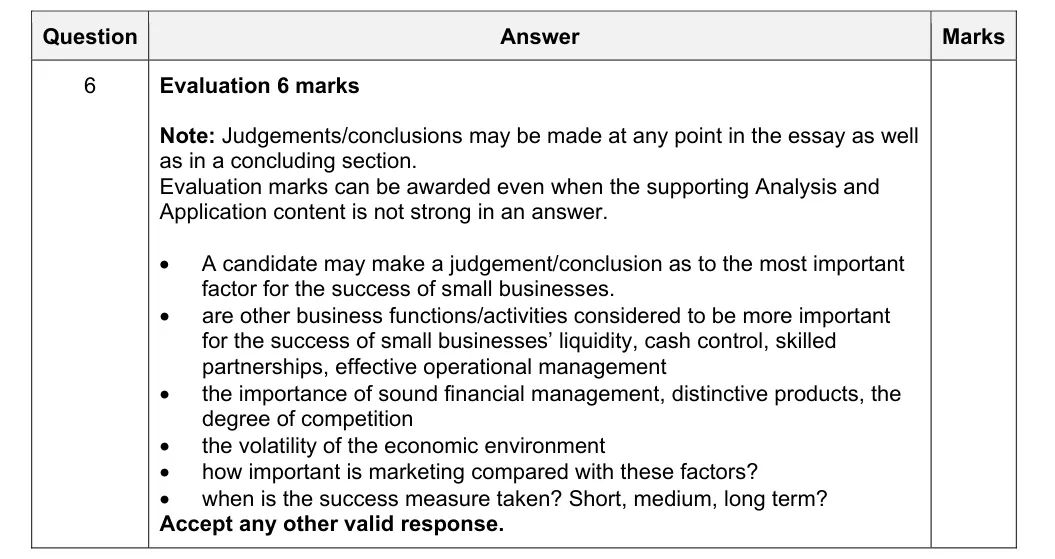 Question Answer Marks
6 Evaluation 6 marks
Note: Judgements/conclusions may be made at any point in the essay as well
as in a concluding section.
Evaluation marks can be awarded even when the supporting Analysis and
Application content is not strong in an answer.
• A candidate may make a judgement/conclusion as to the most important
factor for the success of small businesses.
• are other business functions/activities considered to be more important
for the success of small businesses’ liquidity, cash control, skilled
partnerships, effective operational management
• the importance of sound financial management, distinctive products, the
degree of competition
• the volatility of the economic environment
• how important is marketing compared with these factors?
• when is the success measure taken? Short, medium, long term?
Accept any other valid response.